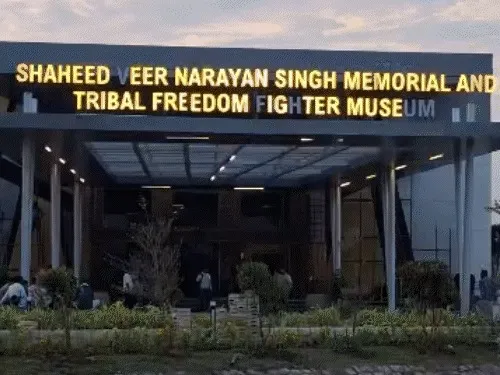 SHAHEED VEER NARAYAN SINGH MEMORIAL AND
TRIBAL FREEDOM FIGHTER MUSEUM